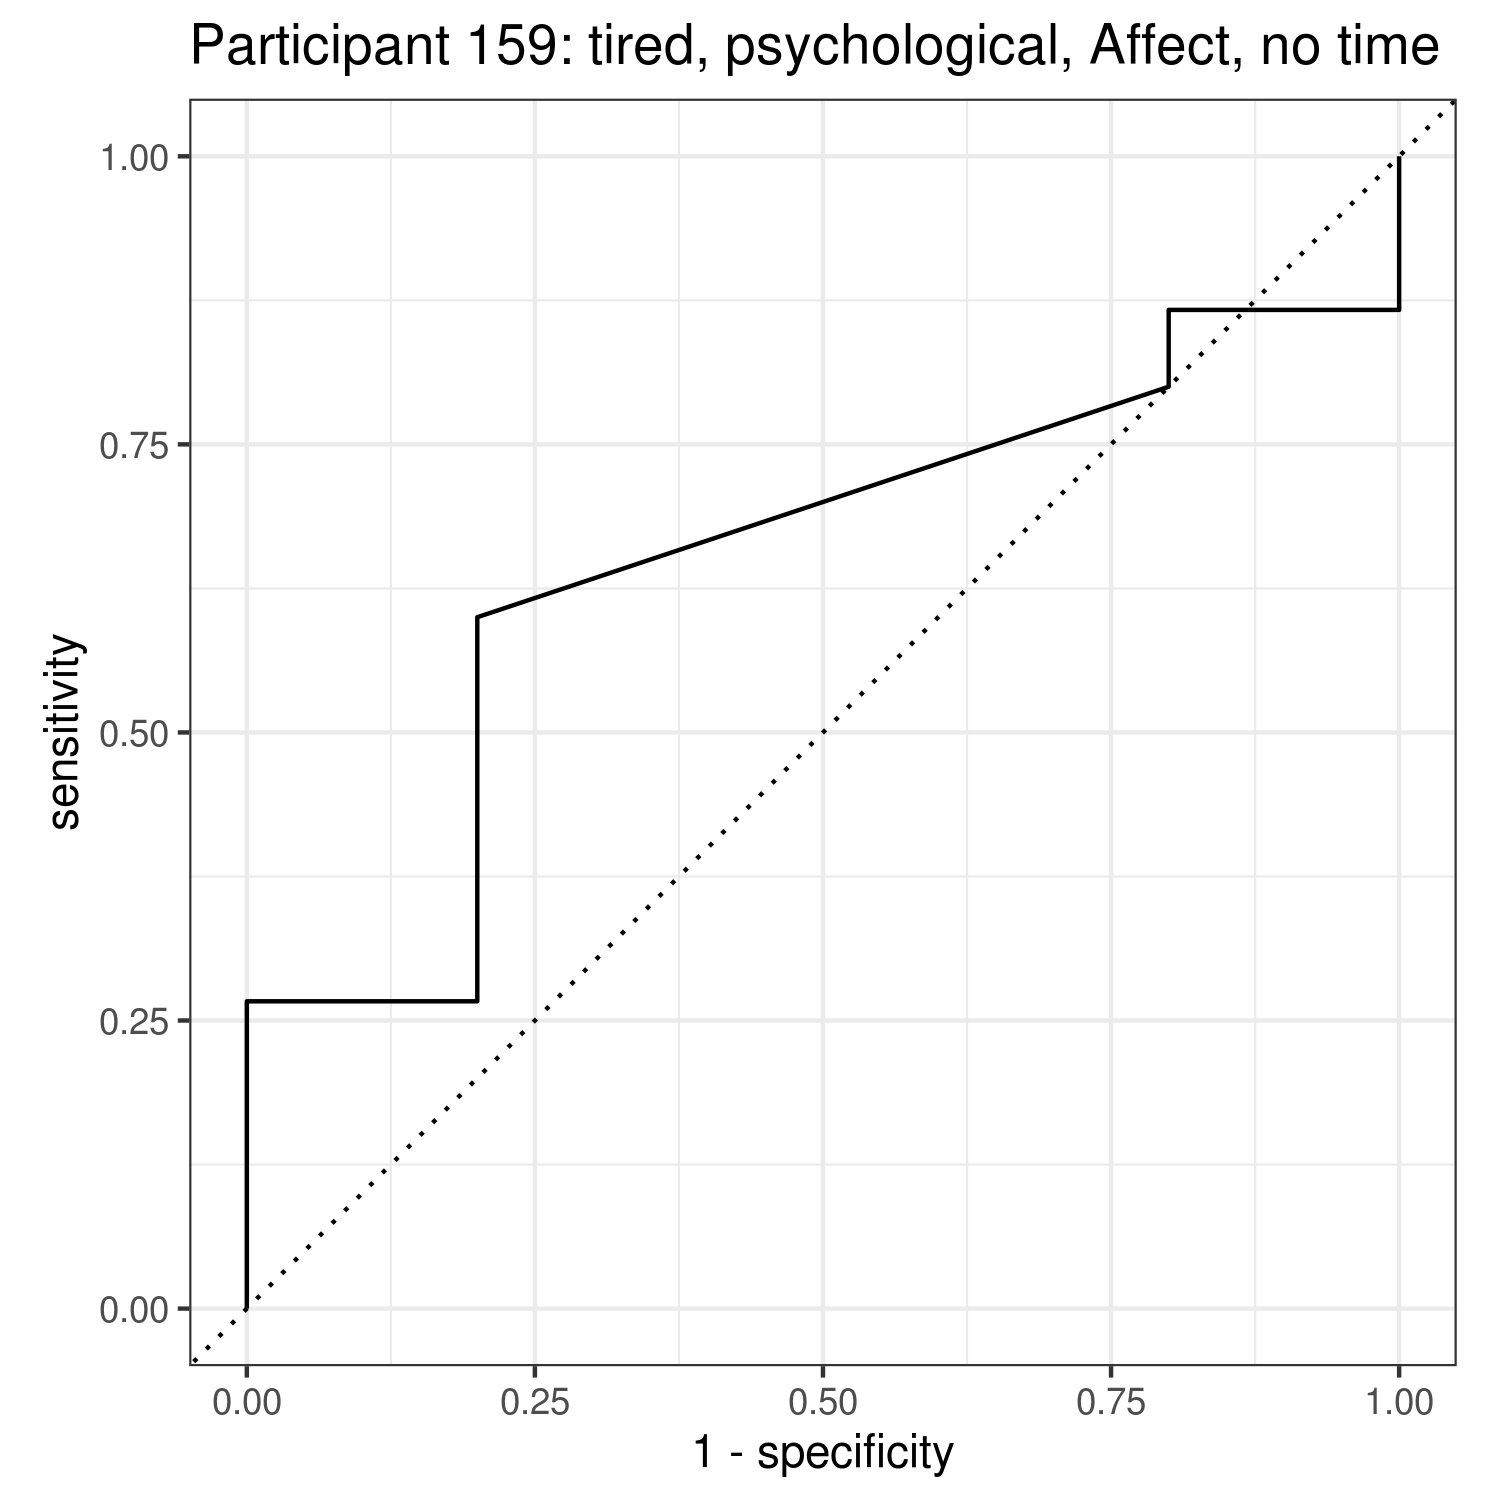 Participant 159: tired, psychological, Affect, no time
1.00
0.75
0.50
0.25
0.00
sensitivity
0.00 0.25 0.50 0.75 1.00
1 - specificity